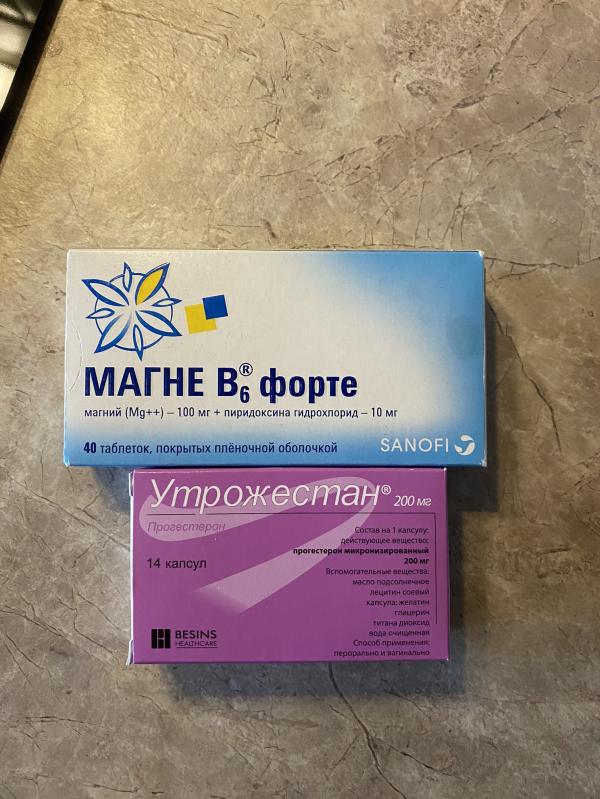 МАГНЕ B6® форте
магний (Mg++) – 100 мг + пиридоксина гидрохлорид – 10 мг
40 таблеток, покрытых плёночной оболочкой
SANOFI
Утрожестан® 200 мг
Прогестерон
14 капсул
Состав на 1 капсулу:
действующее вещество:
прогестерон микронизированный
200 мг
Вспомогательные вещества:
масло подсолнечное
лецитин соевый
капсула: желатин
глицерин
титана диоксид
вода очищенная
Способ применения:
перорально и вагинально
BESINS
HEALTHCARE